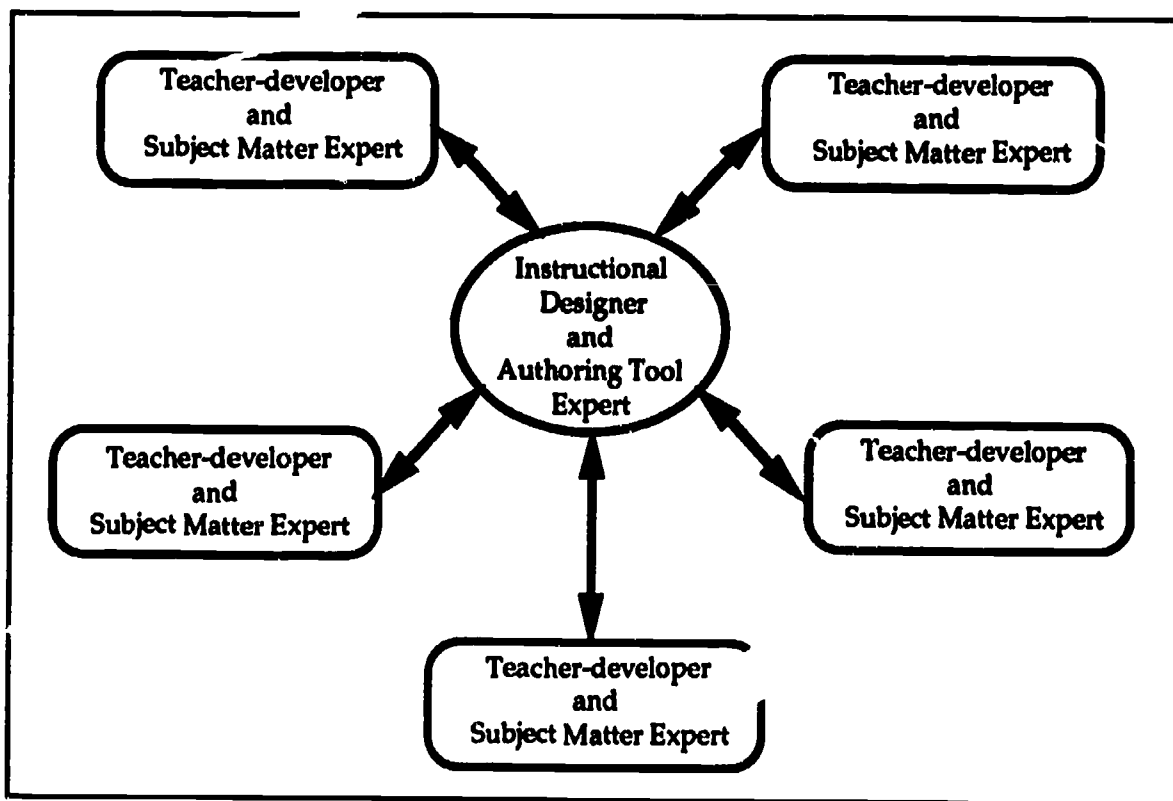 Teacher-developer
and
Subject Matter Expert
Teacher-developer
and
Subject Matter Expert
Instructional
Designer
and
Authoring Tool
Expert
Teacher-developer
and
Subject Matter Expert
Teacher-developer
and
Subject Matter Expert
Teacher-developer
and
Subject Matter Expert